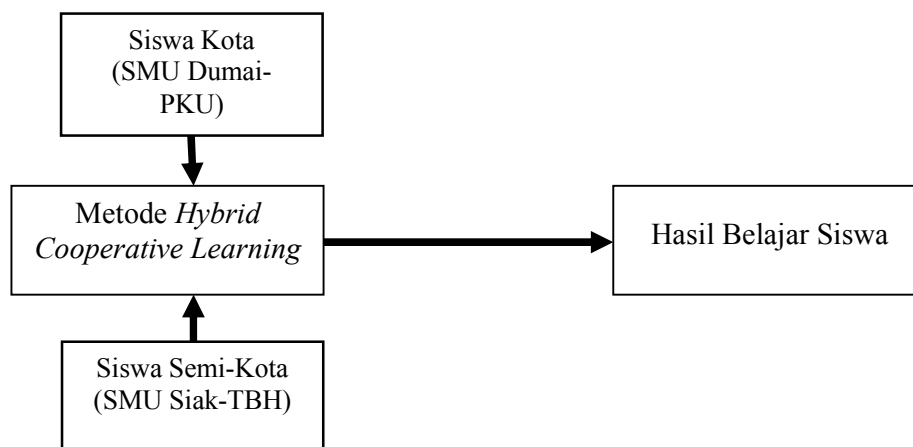 Siswa Kota
(SMU Dumai-
PKU)
Metode Hybrid
Cooperative Learning
Hasil Belajar Siswa
Siswa Semi-Kota
(SMU Siak-TBH)